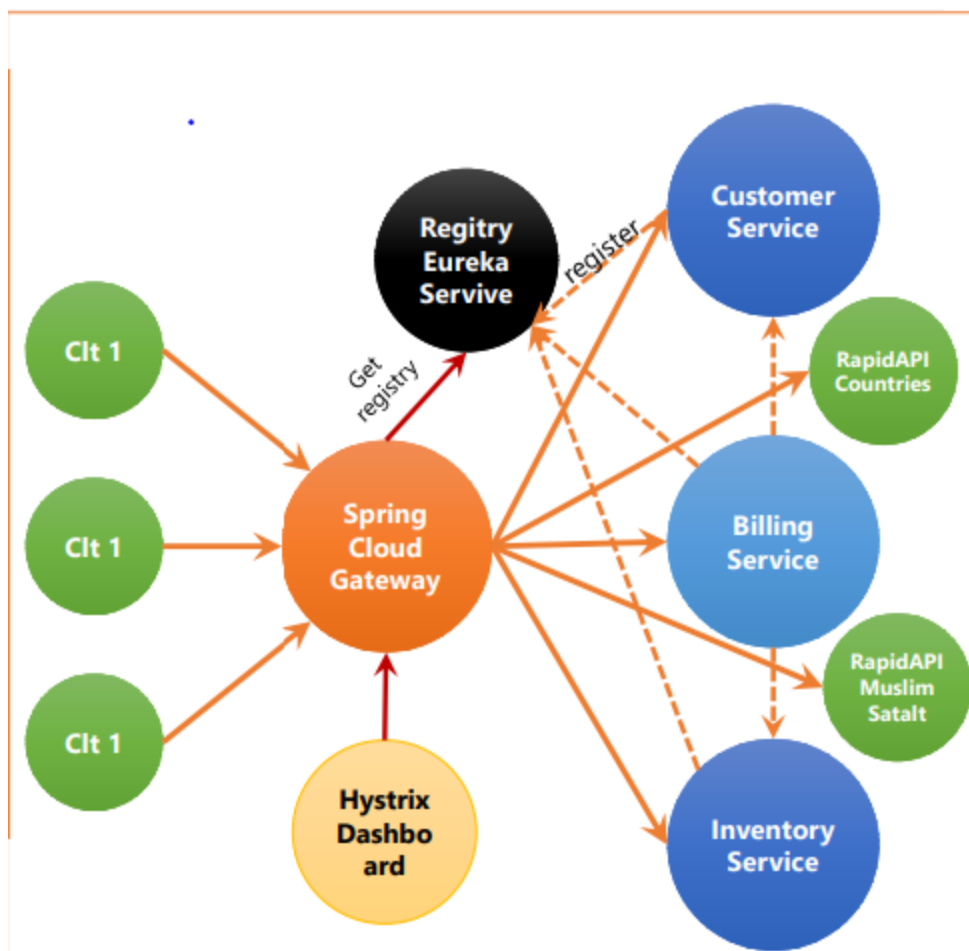 Customer
Service
Regitry
Eureka
Servive
register
Clt 1
RapidAPI
Countries
Get
registry
Spring
Cloud
Gateway
Clt 1
Billing
Service
RapidAPI
Muslim
Satalt
Clt 1
Hystrix
Dashbo
ard
Inventory
Service